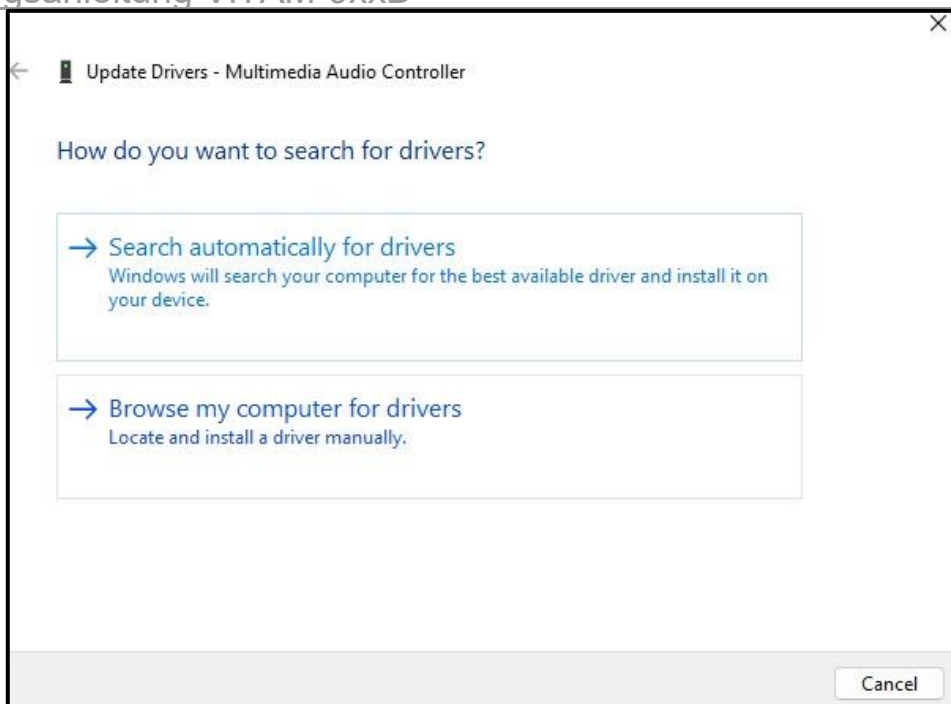 Update Drivers - Multimedia Audio Controller
How do you want to search for drivers?
Search automatically for drivers
Windows will search your computer for the best available driver and install it on
your device.
Browse my computer for drivers
Locate and install a driver manually.
Cancel